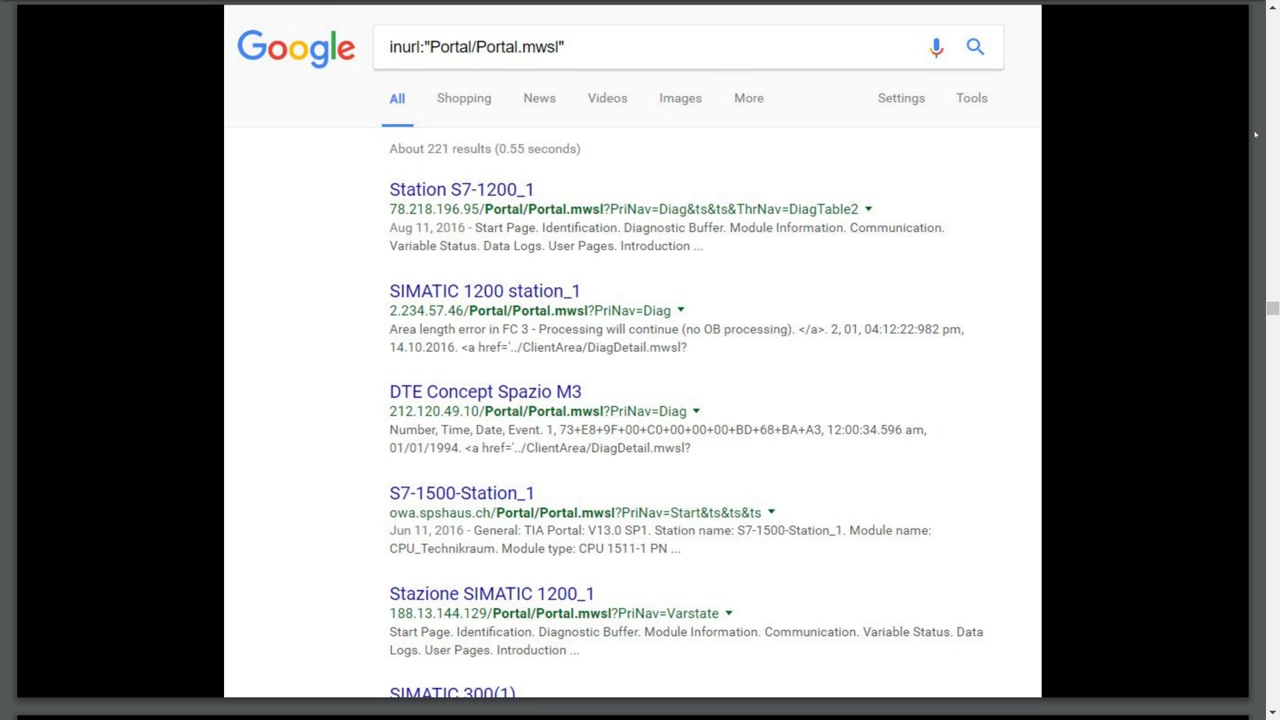 Google
inurl:"Portal/Portal.mwsl"
All Shopping News Videos Images More Settings Tools
About 221 results (0.55 seconds)
Station S7-1200_1
78.218.196.95/Portal/Portal.mwsl?PriNav=Diag&ts&ts&ThrNav=DiagTable2
Aug 11, 2016 - Start Page. Identification. Diagnostic Buffer. Module Information. Communication.
Variable Status. Data Logs. User Pages. Introduction ...
SIMATIC 1200 station_1
2.234.57.46/Portal/Portal.mwsl?PriNav=Diag
Area length error in FC 3 - Processing will continue (no OB processing). </a>. 2, 01, 04:12:22:982 pm,
14.10.2016. <a href='../ClientArea/DiagDetail.mwsl?
DTE Concept Spazio M3
212.120.49.10/Portal/Portal.mwsl?PriNav=Diag
Number, Time, Date, Event. 1, 73+E8+9F+00+C0+00+00+00+BD+68+BA+A3, 12:00:34.596 am,
01/01/1994. <a href='../ClientArea/DiagDetail.mwsl?
S7-1500-Station_1
owa.spshaus.ch/Portal/Portal.mwsl?PriNav=Start&ts&ts&ts
Jun 11, 2016 - General: TIA Portal: V13.0 SP1. Station name: S7-1500-Station_1. Module name:
CPU_Technikraum. Module type: CPU 1511-1 PN ...
Stazione SIMATIC 1200_1
188.13.144.129/Portal/Portal.mwsl?PriNav=Varstate
Start Page. Identification. Diagnostic Buffer. Module Information. Communication. Variable Status. Data
Logs. User Pages. Introduction ...
SIMATIC 300(1)